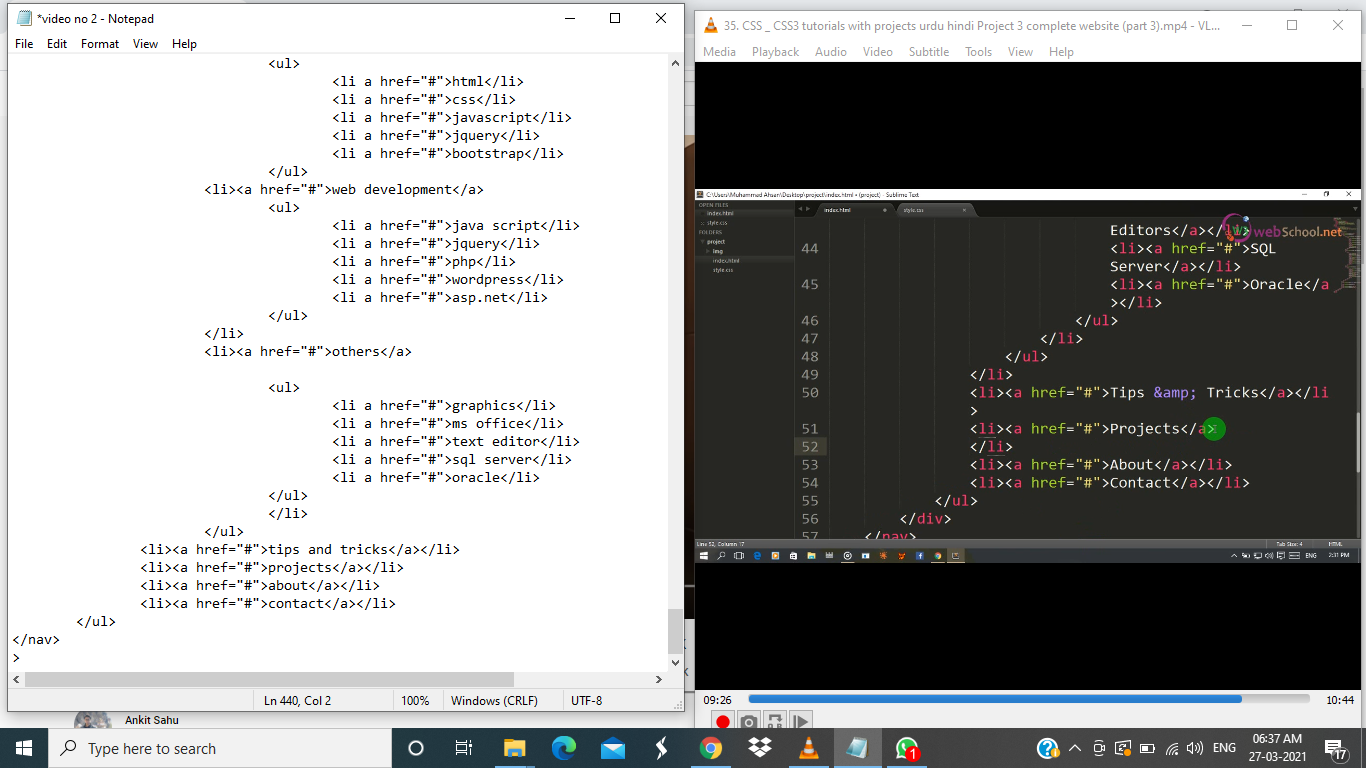 *video no 2 - Notepad
File Edit Format View Help
<ul>
<li a href="#">html</li>
<li a href="#">css</li>
<li a href="#">javascript</li>
<li a href="#">jquery</li>
<li a href="#">bootstrap</li>
</ul>
<li><a href="#">web development</a>
<ul>
<li a href="#">java script</li>
<li a href="#">jquery</li>
<li a href="#">php</li>
<li a href="#">wordpress</li>
<li a href="#">asp.net</li>
</ul>
</li>
<li><a href="#">others</a>
<ul>
<li a href="#">graphics</li>
<li a href="#">ms office</li>
<li a href="#">text editor</li>
<li a href="#">sql server</li>
<li a href="#">oracle</li>
</ul>
</li>
</ul>
<li><a href="#">tips and tricks</a></li>
<li><a href="#">projects</a></li>
<li><a href="#">about</a></li>
<li><a href="#">contact</a></li>
</ul>
</nav>
>
Ln 440, Col 2 100% Windows (CRLF) UTF-8
Ankit Sahu
35. CSS _ CSS3 tutorials with projects urdu hindi Project 3 complete website (part 3).mp4 - VL...
Media Playback Audio Video Subtitle Tools View Help
C:\Users\Muhammad Ahsan\Desktop\project\index.html • (project) - Sublime Text
OPEN FILES
index.html
style.css
FOLDERS
project
img
index.html
style.css
index.html style.css
webSchool.net
Editors</a></li>
44 <li><a href="#">SQL
Server</a></li>
45 <li><a href="#">Oracle</a
></li>
46 </ul>
47 </li>
48 </ul>
49 </li>
50 <li><a href="#">Tips &amp; Tricks</a></li
>
51 <li><a href="#">Projects</a>
52 </li>
53 <li><a href="#">About</a></li>
54 <li><a href="#">Contact</a></li>
55 </ul>
56 </div>
57 </nav>
Line 52, Column 17 Tab Size: 4 HTML
ENG 2:31 PM
09:26 10:44
Type here to search
1
ENG
06:37 AM
27-03-2021
17